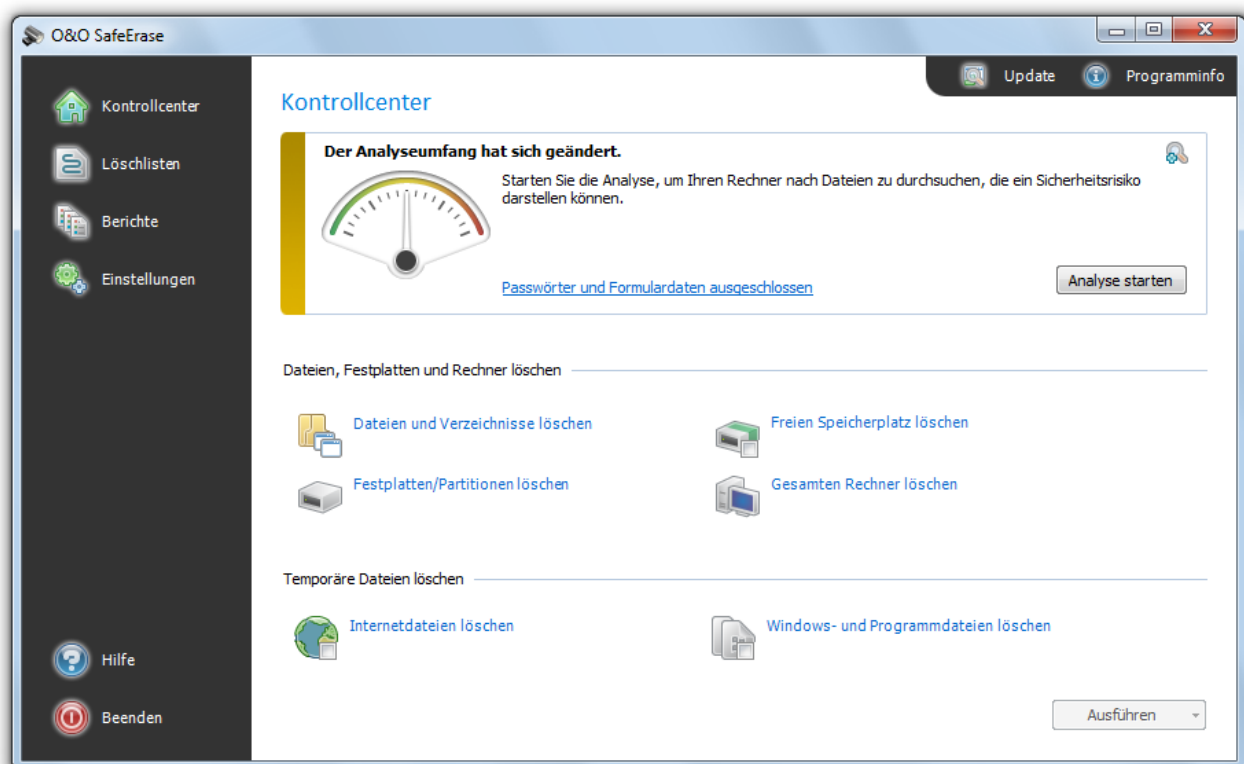 O&O SafeErase
Update
Programminfo
Kontrollcenter
Löschlisten
Berichte
Einstellungen
Hilfe
Beenden
Kontrollcenter
Der Analyseumfang hat sich geändert.
Starten Sie die Analyse, um Ihren Rechner nach Dateien zu durchsuchen, die ein Sicherheitsrisiko
darstellen können.
Passwörter und Formulardaten ausgeschlossen
Analyse starten
Dateien, Festplatten und Rechner löschen
Dateien und Verzeichnisse löschen
Freien Speicherplatz löschen
Festplatten/Partitionen löschen
Gesamten Rechner löschen
Temporäre Dateien löschen
Internetdateien löschen
Windows- und Programmdateien löschen
Ausführen